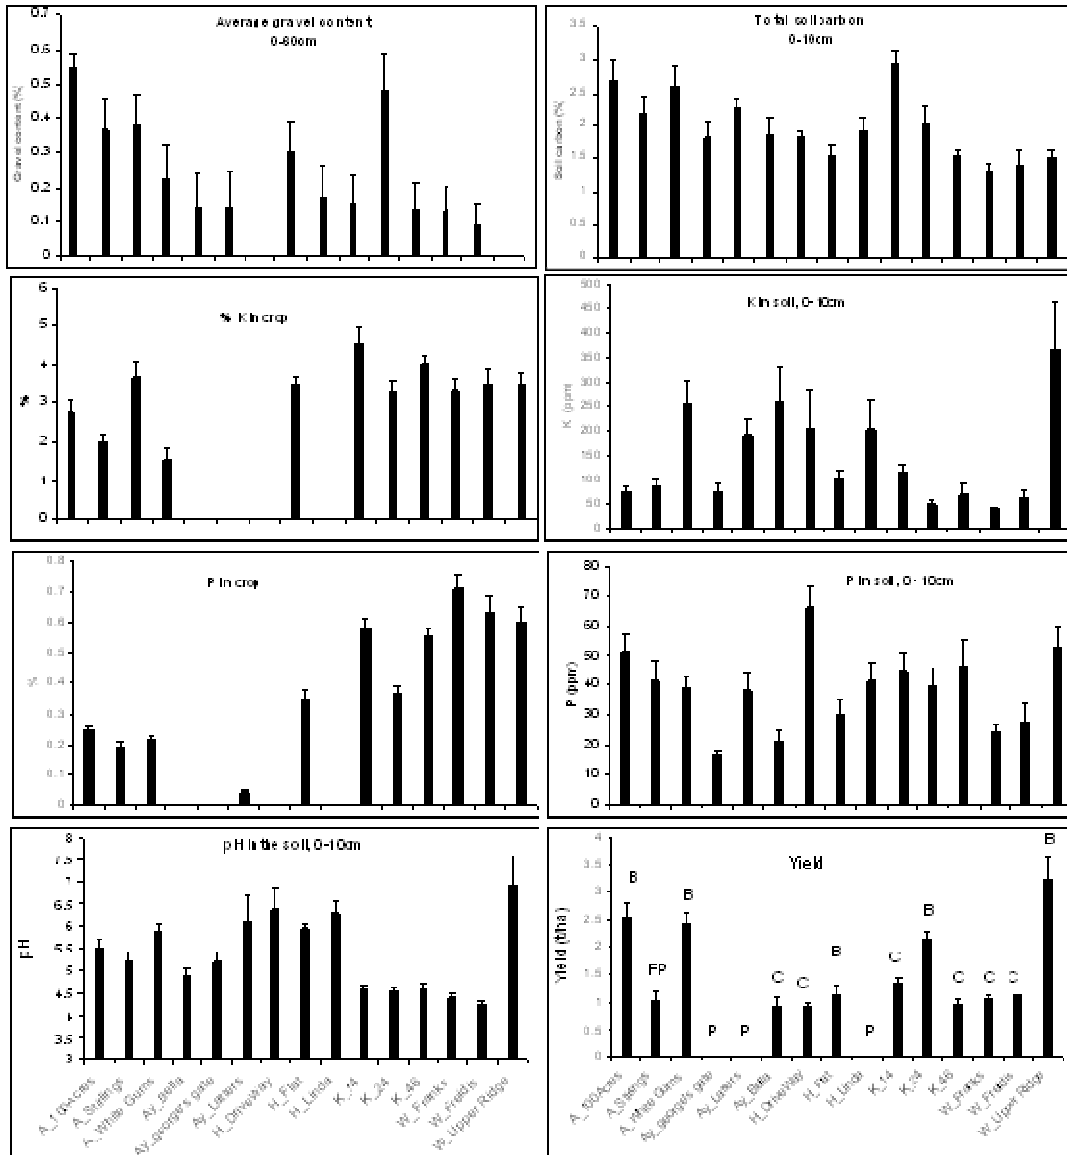 Average gravel content
0-60cm
Gravel content (%)
0.7
0.6
0.5
0.4
0.3
0.2
0.1
0
Total soil carbon
0-10cm
Soil carbon (%)
3.5
3
2.5
2
1.5
1
0.5
0
% K in crop
%
6
5
4
3
2
1
0
K in soil, 0-10cm
K (ppm)
500
450
400
350
300
250
200
150
100
50
0
P in crop
%
0.8
0.7
0.6
0.5
0.4
0.3
0.2
0.1
0
P in soil, 0-10cm
P (ppm)
80
70
60
50
40
30
20
10
0
pH in the soil, 0-10cm
pH
8
7.5
7
6.5
6
5.5
5
4.5
4
3.5
3
A_100acres
A_Stallings
A_White Gums
Ay_Bella
Ay_george's gate
Ay_Latters
H_DriveWay
H_Flat
H_Linda
K_14
K_24
K_46
W_Franks
W_Freidis
W_Upper Ridge
Yield
Yield (t/ha)
4
3.5
3
2.5
2
1.5
1
0.5
0
B
FP
B
P
P
C
C
B
P
C
B
C
C
C
B
A_100Acres
A_White Gums
Ay_george's gate
Ay_Latters
Ay_Bella
H_DriveWay
H_Flat
H_Linda
K_14
K_24
K_46
W_Franks
W_Freidis
W_Upper Ridge